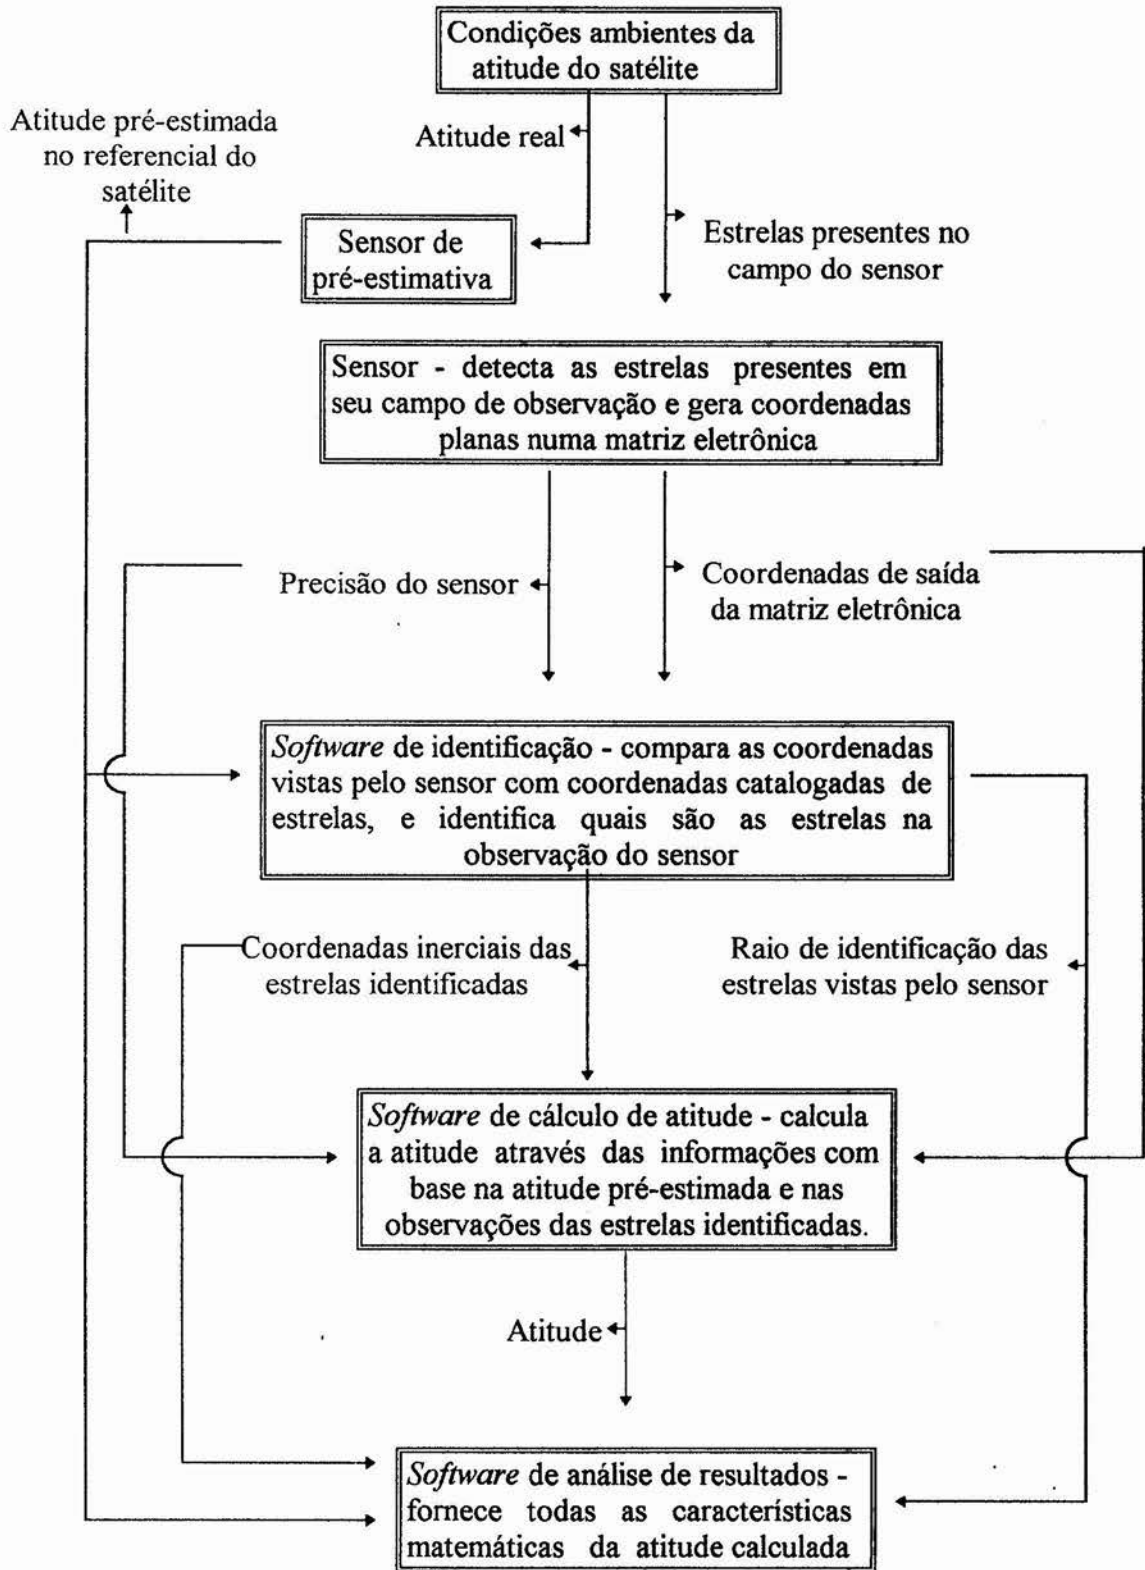 Condições ambientes da
atitude do satélite
Atitude pré-estimada
no referencial do
satélite
Atitude real
Sensor de
pré-estimativa
Estrelas presentes no
campo do sensor
Sensor - detecta as estrelas presentes em
seu campo de observação e gera coordenadas
planas numa matriz eletrônica
Precisão do sensor
Coordenadas de saída
da matriz eletrônica
Software de identificação - compara as coordenadas
vistas pelo sensor com coordenadas catalogadas de
estrelas, e identifica quais são as estrelas na
observação do sensor
Coordenadas inerciais das
estrelas identificadas
Raio de identificação das
estrelas vistas pelo sensor
Software de cálculo de atitude - calcula
a atitude através das informações com
base na atitude pré-estimada e nas
observações das estrelas identificadas.
Atitude
Software de análise de resultados -
fornece todas as características
matemáticas da atitude calculada